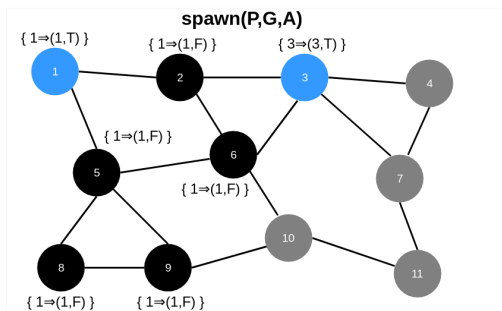 spawn(P,G,A)
{ 1⇒(1,T) }
{ 1⇒(1,F) }
{ 3⇒(3,T) }
1
2
3
4
{ 1⇒(1,F) }
6
5
7
{ 1⇒(1,F) }
10
8
9
11
{ 1⇒(1,F) }
{ 1⇒(1,F) }